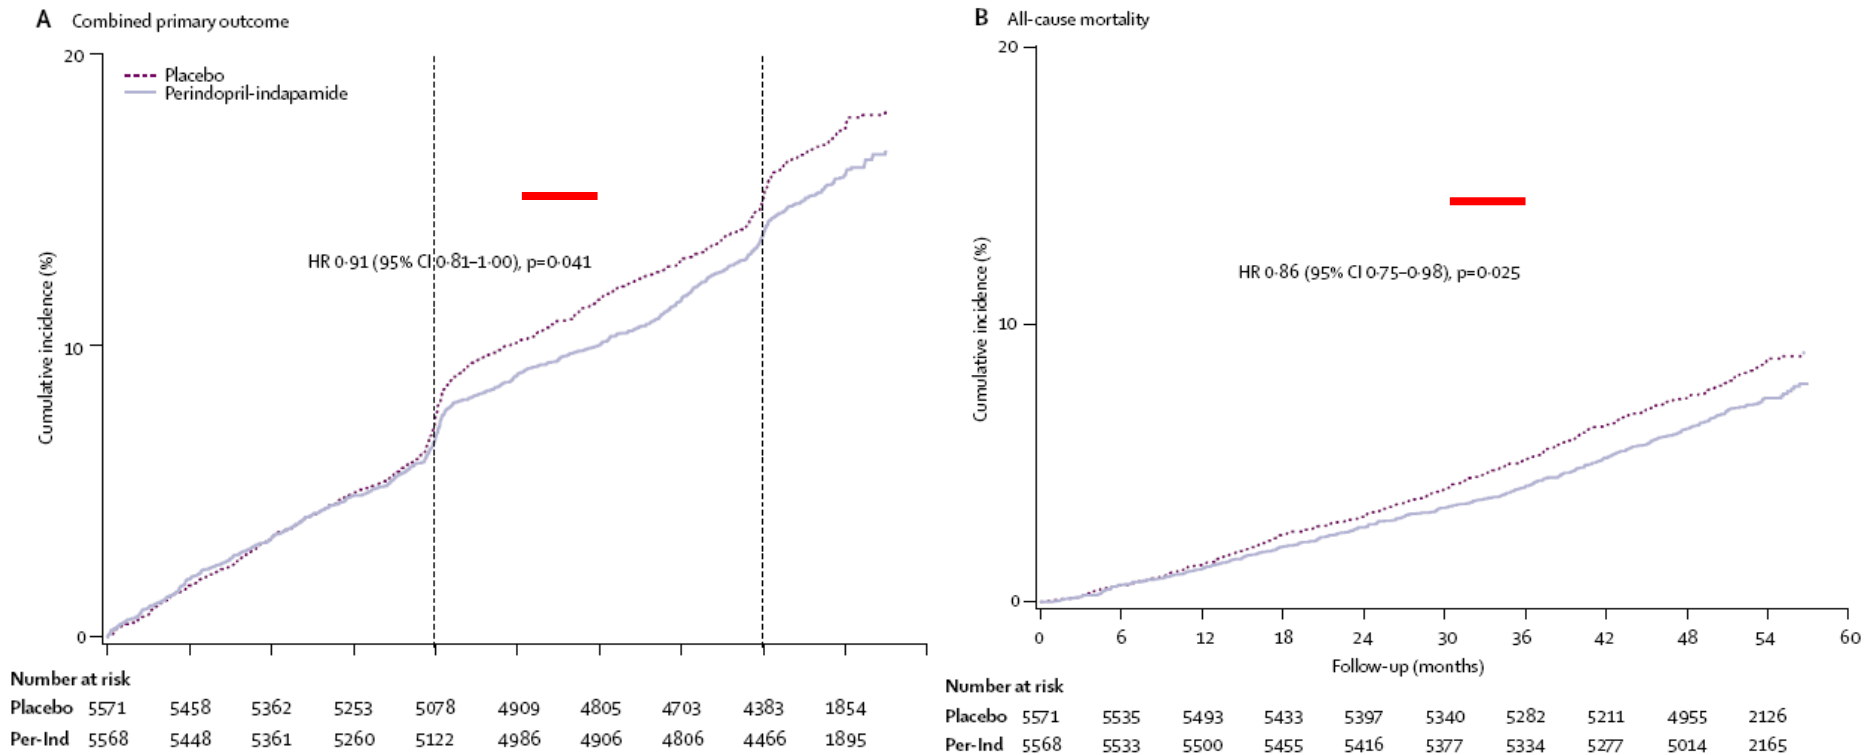 A Combined primary outcome
20
Placebo
Perindopril-indapamide
HR 0·91 (95% CI 0·81–1·00), p=0·041
Cumulative incidence (%)
10
0
Number at risk
Placebo 5571 5458 5362 5253 5078 4909 4805 4703 4383 1854
Per-Ind 5568 5448 5361 5260 5122 4986 4906 4806 4466 1895
B All-cause mortality
20
HR 0·86 (95% CI 0·75–0·98), p=0·025
Cumulative incidence (%)
10
0
0 6 12 18 24 30 36 42 48 54 60
Follow-up (months)
Number at risk
Placebo 5571 5535 5493 5433 5397 5340 5282 5211 4955 2126
Per-Ind 5568 5533 5500 5455 5416 5377 5334 5277 5014 2165